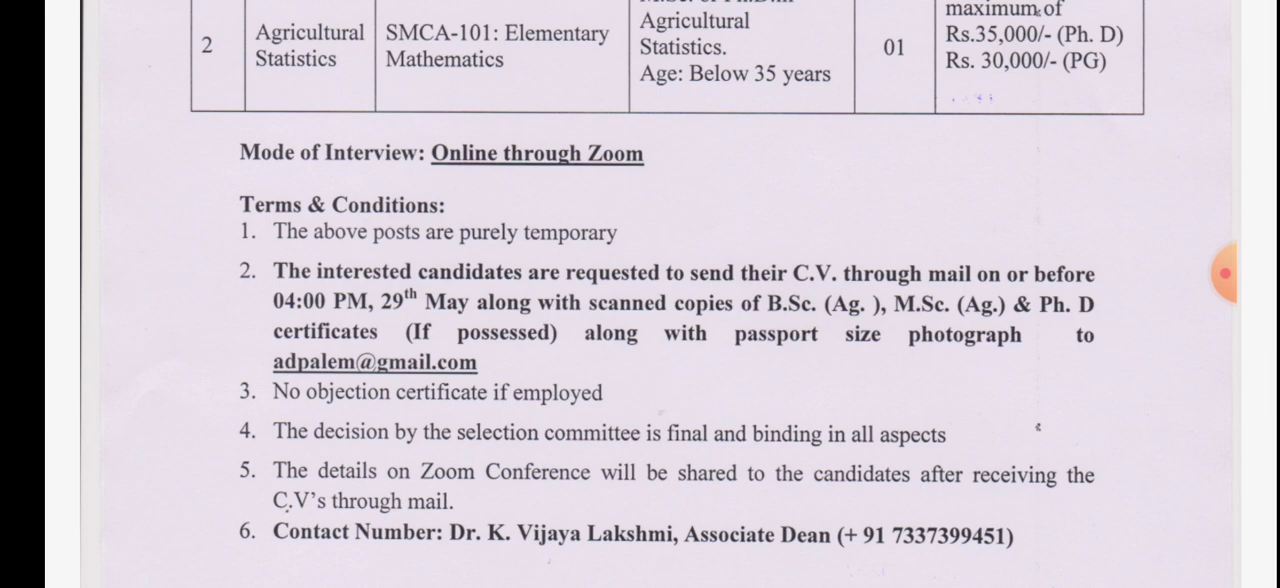 maximum of
Agricultural
Agricultural SMCA-101: Elementary
Rs.35,000/- (Ph. D)
2
Statistics.
01
Statistics
Mathematics
Rs. 30,000/- (PG)
Age: Below 35 years
Mode of Interview: Online through Zoom
Terms & Conditions:
1. The above posts are purely temporary
2. The interested candidates are requested to send their C.V. through mail on or before
04:00 PM, 29th May along with scanned copies of B.Sc. (Ag. ), M.Sc. (Ag.) & Ph. D
certificates (If possessed) along with passport size photograph to
adpalem@gmail.com
3. No objection certificate if employed
4. The decision by the selection committee is final and binding in all aspects
5. The details on Zoom Conference will be shared to the candidates after receiving the
C.V's through mail.
6. Contact Number: Dr. K. Vijaya Lakshmi, Associate Dean (+ 91 7337399451)